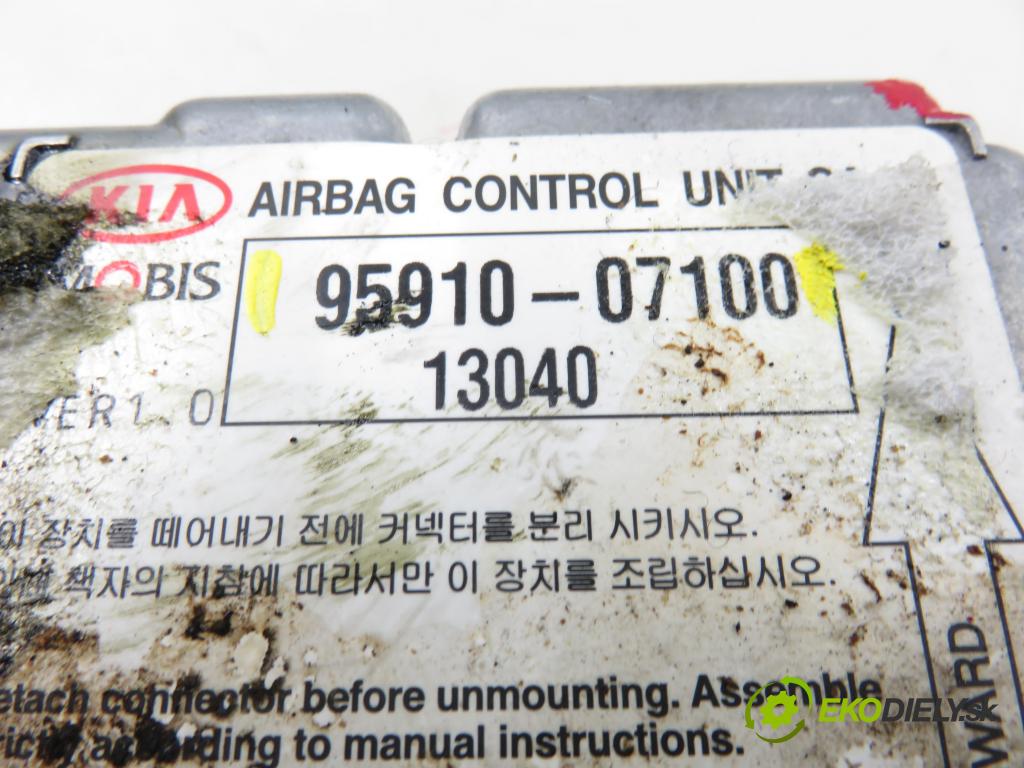 KIA AIRBAG CONTROL UNIT
MOBIS
95910-07100
13040
VER1.0
장치를 떼어내기 전에 커넥터를 분리 시키시오.
책자의 지참에 따라서만 이 장치를 조립하십시오.
etach connector before unmounting. Assemble
according to manual instructions.
WARD
EKODIELY.sk